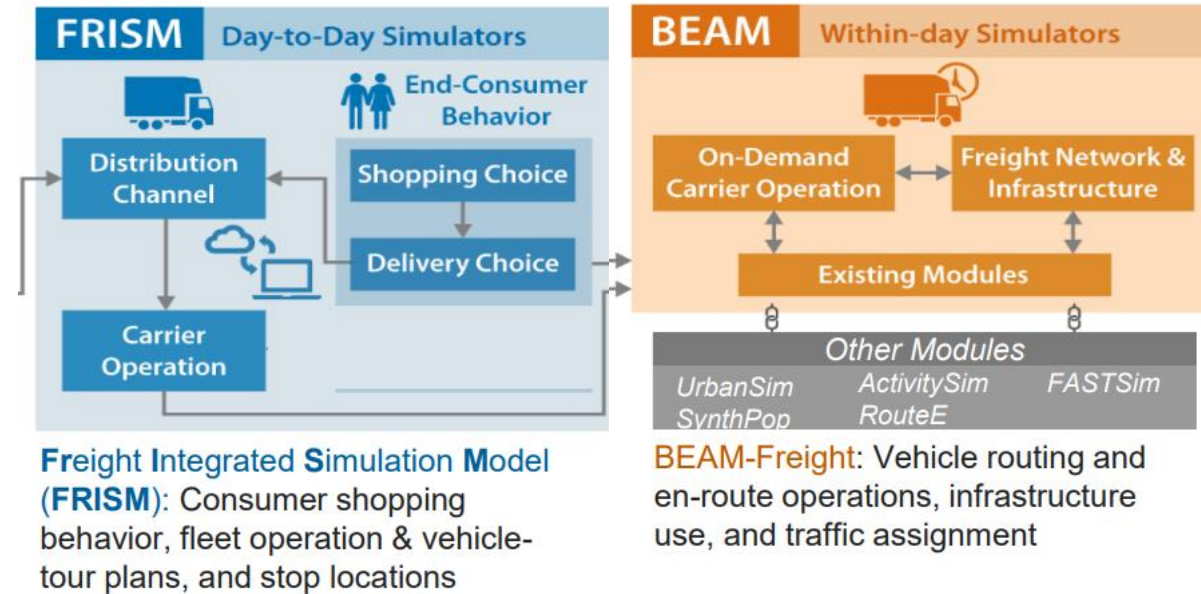 FRISM
Day-to-Day Simulators
End-Consumer
Behavior
Distribution
Channel
Shopping Choice
Delivery Choice
Carrier
Operation
Freight Integrated Simulation Model
(FRISM): Consumer shopping
behavior, fleet operation & vehicle-
tour plans, and stop locations
BEAM
Within-day Simulators
On-Demand
Carrier Operation
Freight Network &
Infrastructure
Existing Modules
Other Modules
UrbanSim
ActivitySim
FASTSim
SynthPop
RouteE
BEAM-Freight: Vehicle routing and
en-route operations, infrastructure
use, and traffic assignment